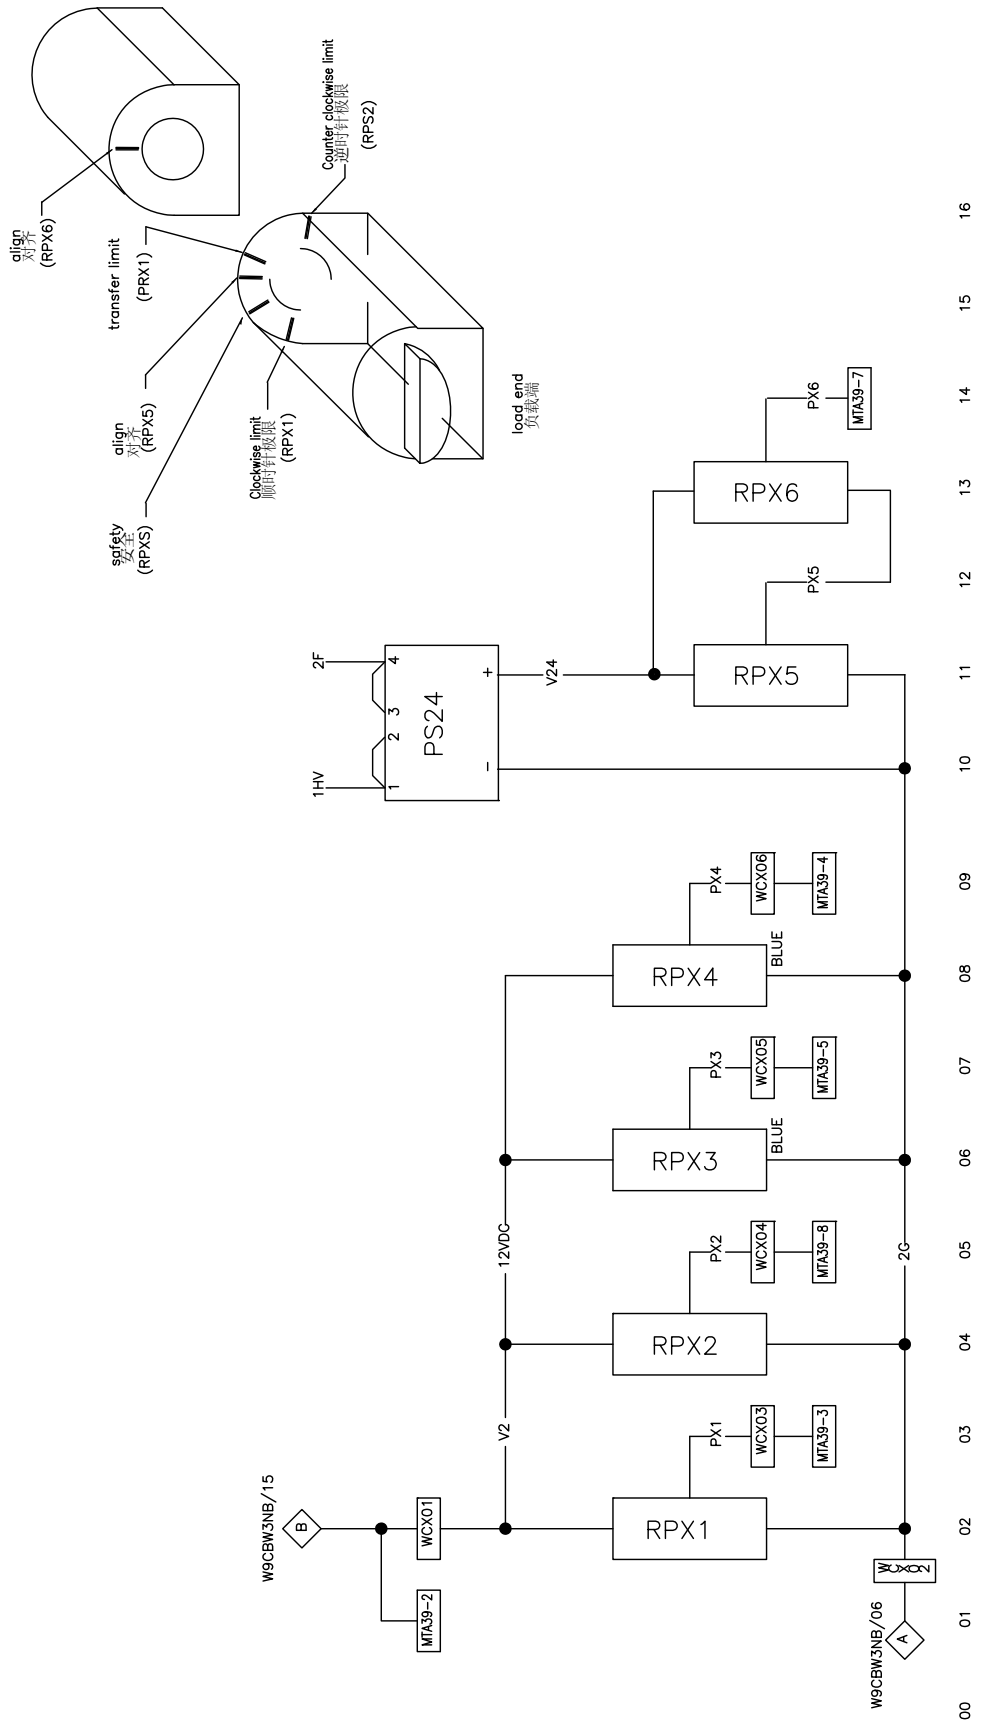 align
对齐
(RPX6)
transfer limit
(PRX1)
align
对齐
(RPX5)
safety
安全
(RPXS)
Counter clockwise limit
逆时针极限
(RPS2)
Clockwise limit
顺时针极限
(RPX1)
load end
负载端
2F
1HV
1
2
3
4
PS24
-
+
V24
RPX5
PX5
RPX6
PX6
MTA39-7
W9CBW3NB/15
B
MTA39-2
WCX01
V2
12VDC
RPX1
PX1
WCX03
MTA39-3
RPX2
PX2
WCX04
MTA39-8
RPX3
BLUE
PX3
WCX05
MTA39-5
RPX4
BLUE
PX4
WCX06
MTA39-4
W9CBW3NB/06
A
WCX02
2G
00
01
02
03
04
05
06
07
08
09
10
11
12
13
14
15
16